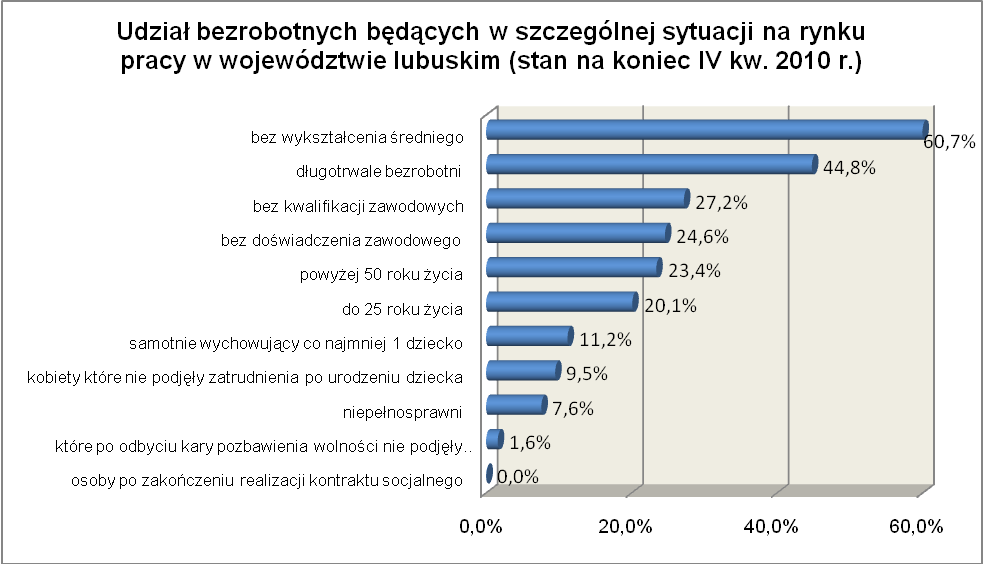 Udział bezrobotnych będących w szczególnej sytuacji na rynku
pracy w województwie lubuskim (stan na koniec IV kw. 2010 r.)
bez wykształcenia średniego 60,7%
długotrwale bezrobotni 44,8%
bez kwalifikacji zawodowych 27,2%
bez doświadczenia zawodowego 24,6%
powyżej 50 roku życia 23,4%
do 25 roku życia 20,1%
samotnie wychowujący co najmniej 1 dziecko 11,2%
kobiety które nie podjęły zatrudnienia po urodzeniu dziecka 9,5%
niepełnosprawni 7,6%
które po odbyciu kary pozbawienia wolności nie podjęły.. 1,6%
osoby po zakończeniu realizacji kontraktu socjalnego 0,0%
0,0% 20,0% 40,0% 60,0%